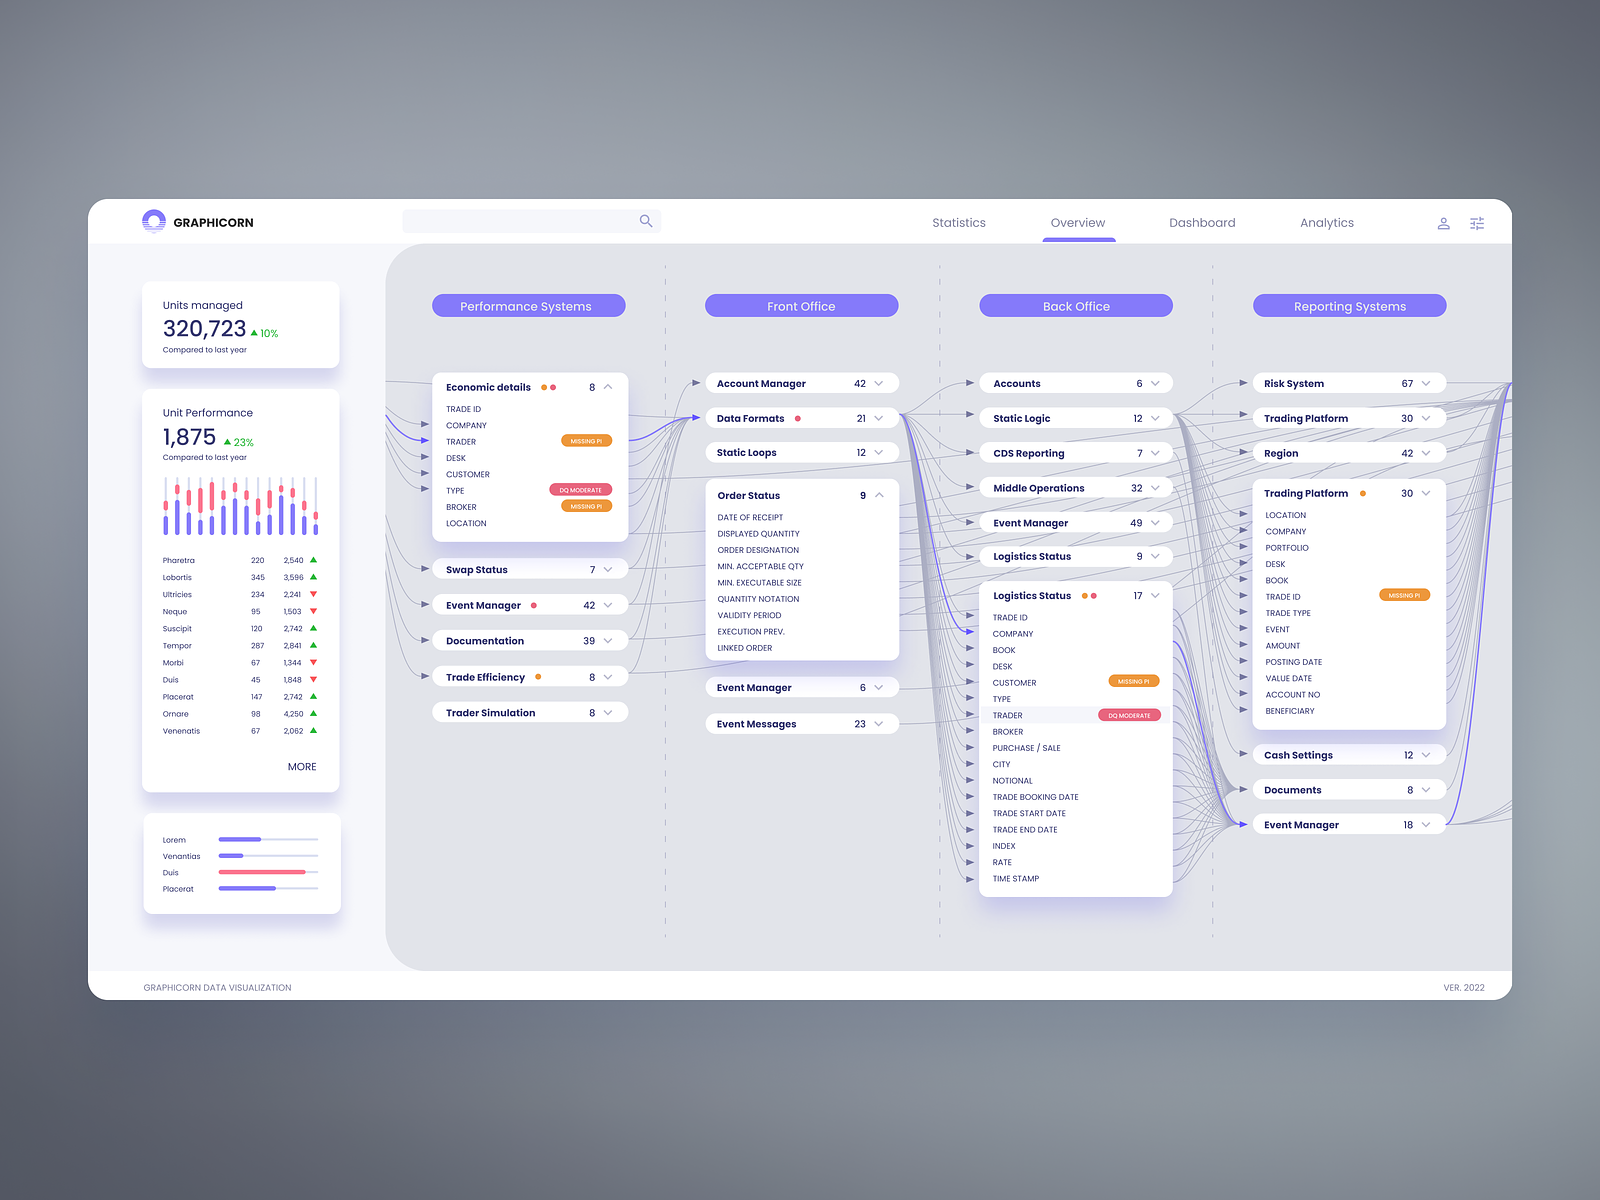 GRAPHICORN
Statistics
Overview
Dashboard
Analytics
Units managed
320,723 10%
Compared to last year
Unit Performance
1,875 23%
Compared to last year
Pharetra 220 2,540
Lobortis 345 3,596
Ultricies 234 2,241
Neque 95 1,503
Suscipit 120 2,742
Tempor 287 2,841
Morbi 67 1,344
Duis 45 1,848
Placerat 147 2,742
Ornare 98 4,250
Venenatis 67 2,062
MORE
Lorem
Venantias
Duis
Placerat
Performance Systems
Economic details 8
TRADE ID
COMPANY
TRADER MISSING PI
DESK
CUSTOMER
TYPE DQ MODERATE
BROKER MISSING PI
LOCATION
Swap Status 7
Event Manager 42
Documentation 39
Trade Efficiency 8
Trader Simulation 8
Front Office
Account Manager 42
Data Formats 21
Static Loops 12
Order Status 9
DATE OF RECEIPT
DISPLAYED QUANTITY
ORDER DESIGNATION
MIN. ACCEPTABLE QTY
MIN. EXECUTABLE SIZE
QUANTITY NOTATION
VALIDITY PERIOD
EXECUTION PREV.
LINKED ORDER
Event Manager 6
Event Messages 23
Back Office
Accounts 6
Static Logic 12
CDS Reporting 7
Middle Operations 32
Event Manager 49
Logistics Status 9
Logistics Status 17
TRADE ID
COMPANY
BOOK
DESK
CUSTOMER MISSING PI
TYPE
TRADER DQ MODERATE
BROKER
PURCHASE / SALE
CITY
NOTIONAL
TRADE BOOKING DATE
TRADE START DATE
TRADE END DATE
INDEX
RATE
TIME STAMP
Reporting Systems
Risk System 67
Trading Platform 30
Region 42
Trading Platform 30
LOCATION
COMPANY
PORTFOLIO
DESK
BOOK
TRADE ID MISSING PI
TRADE TYPE
EVENT
AMOUNT
POSTING DATE
VALUE DATE
ACCOUNT NO
BENEFICIARY
Cash Settings 12
Documents 8
Event Manager 18
GRAPHICORN DATA VISUALIZATION
VER. 2022